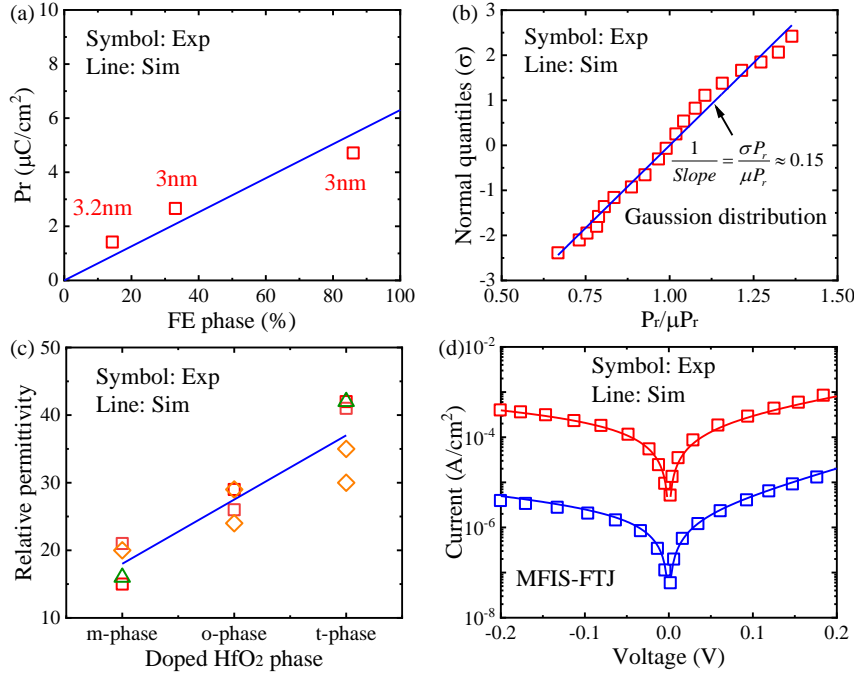 (a)
10
8
6
4
2
0
Pr (μC/cm²)
Symbol: Exp
Line: Sim
3.2nm
3nm
3nm
0 20 40 60 80 100
FE phase (%)
(b)
3
2
1
0
-1
-2
-3
Normal quantiles (σ)
Symbol: Exp
Line: Sim
1/Slope = σPr/μPr ≈ 0.15
Gaussion distribution
0.50 0.75 1.00 1.25 1.50
Pr/μPr
(c)
50
40
30
20
10
Relative permittivity
Symbol: Exp
Line: Sim
m-phase o-phase t-phase
Doped HfO₂ phase
(d)
10⁻²
10⁻⁴
10⁻⁶
10⁻⁸
Current (A/cm²)
Symbol: Exp
Line: Sim
MFIS-FTJ
-0.2 -0.1 0.0 0.1 0.2
Voltage (V)